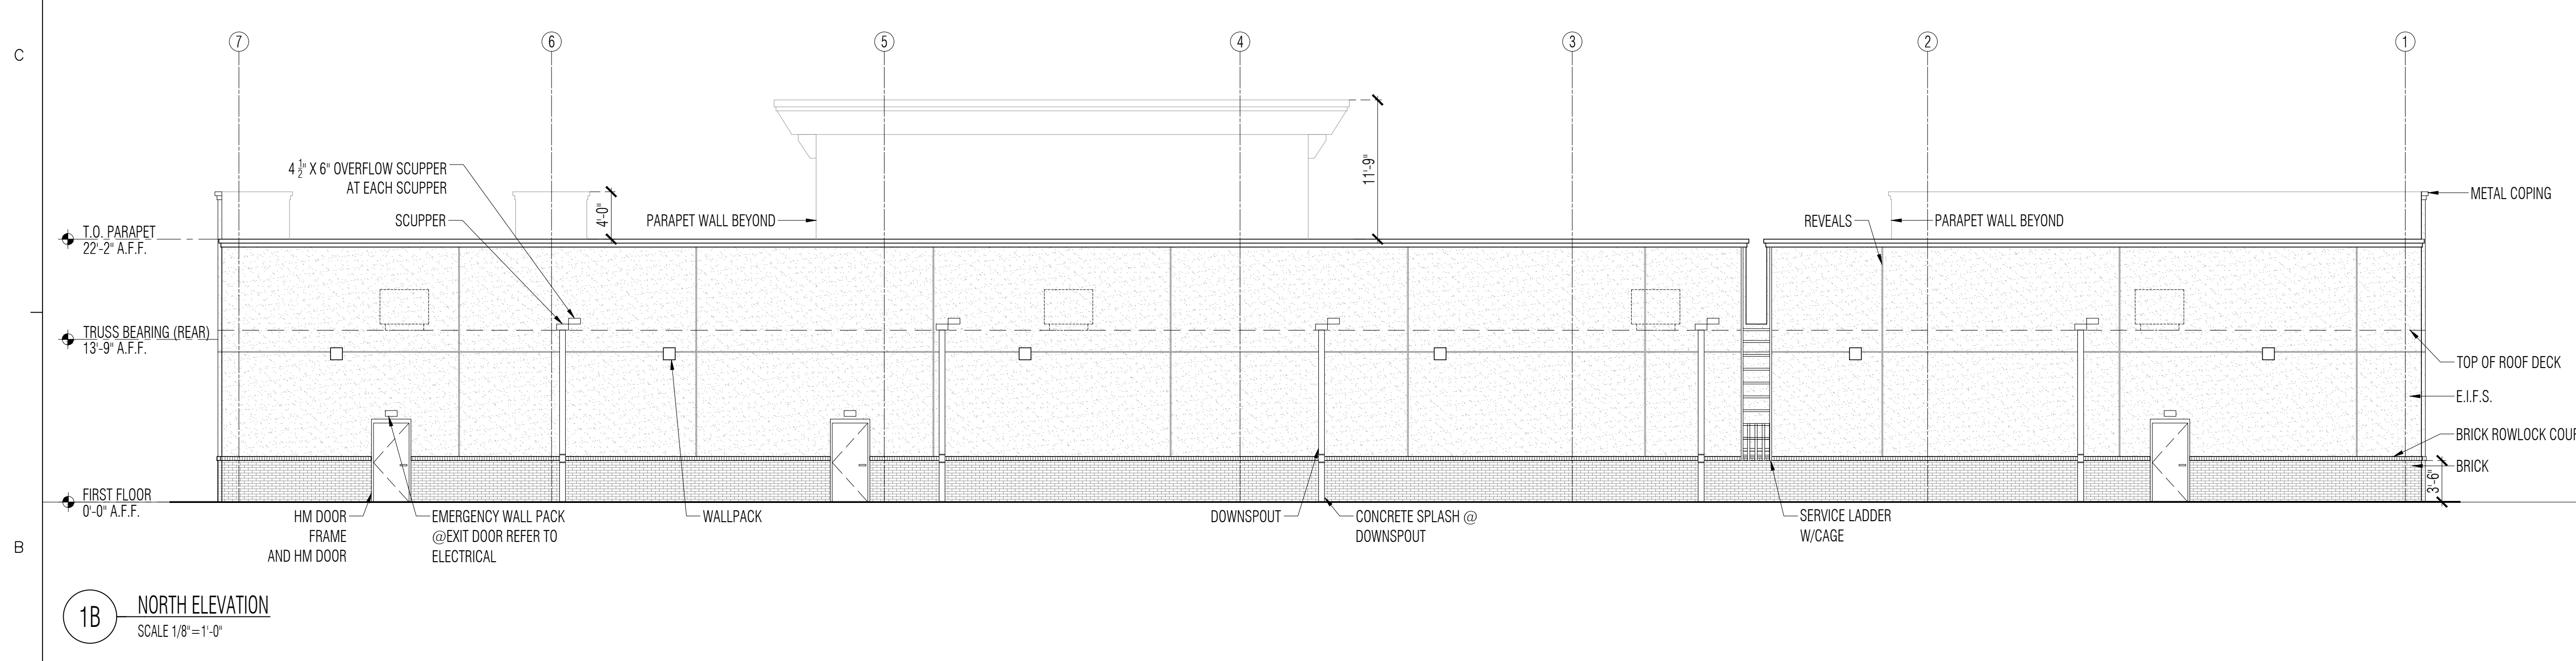 C
7
6
5
4
3
2
1
4 1/2" X 6" OVERFLOW SCUPPER
AT EACH SCUPPER
SCUPPER
4'-0"
PARAPET WALL BEYOND
11'-9"
REVEALS
PARAPET WALL BEYOND
METAL COPING
T.O. PARAPET
22'-2" A.F.F.
TRUSS BEARING (REAR)
13'-9" A.F.F.
TOP OF ROOF DECK
E.I.F.S.
BRICK ROWLOCK COUR
BRICK
3'-6"
FIRST FLOOR
0'-0" A.F.F.
HM DOOR
FRAME
AND HM DOOR
EMERGENCY WALL PACK
@EXIT DOOR REFER TO
ELECTRICAL
WALLPACK
DOWNSPOUT
CONCRETE SPLASH @
DOWNSPOUT
SERVICE LADDER
W/CAGE
B
1B
NORTH ELEVATION
SCALE 1/8"=1'-0"